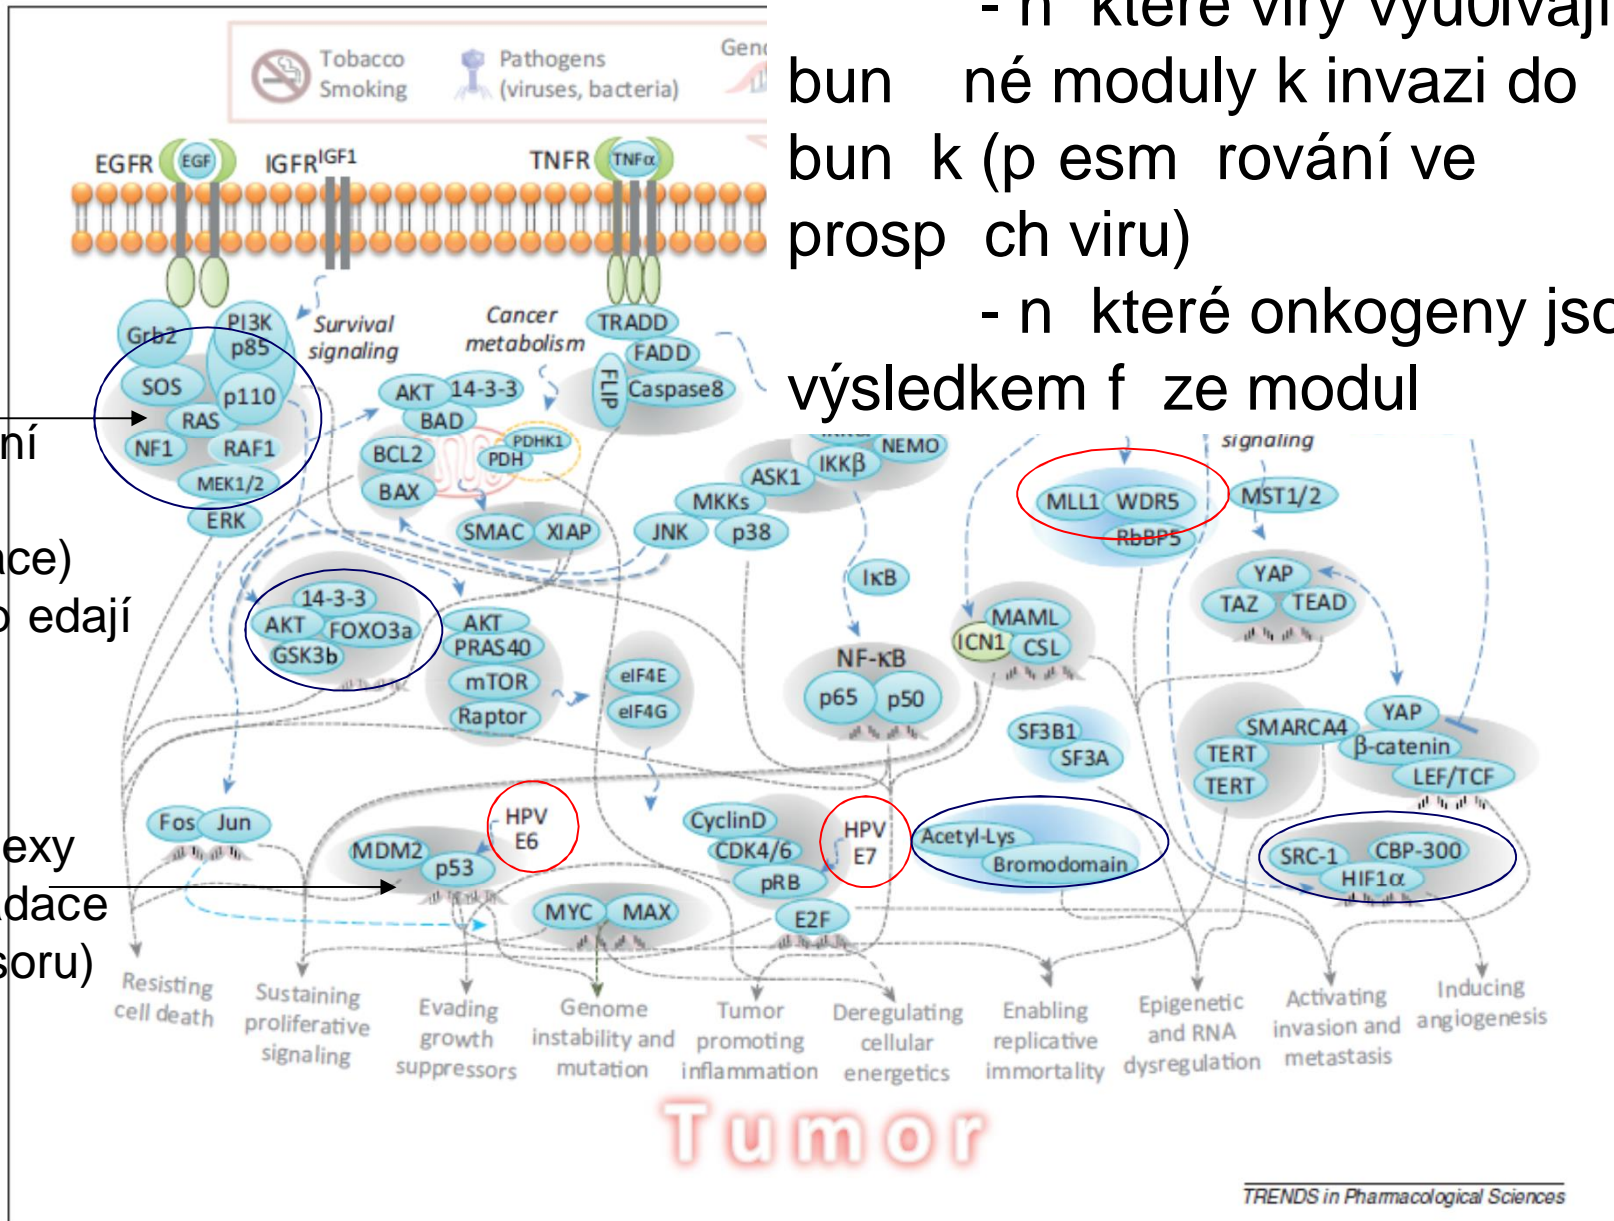 - n které viry vyu0ívají
bun né moduly k invazi do
bun k (p esm rování ve
prosp ch viru)
- n které onkogeny jso
výsledkem f ze modul
Tobacco
Smoking
Pathogens
(viruses, bacteria)
EGFR
EGF
IGFR
IGF1
TNFR
TNFα
Grb2
PI3K
p85
SOS
p110
RAS
NF1
RAF1
MEK1/2
ERK
Survival
signaling
Cancer
metabolism
TRADD
FADD
FLIP
Caspase8
AKT
14-3-3
BAD
BCL2
BAX
PDHK1
PDH
SMAC
XIAP
JNK
MKKs
p38
ASK1
IKKβ
NEMO
signaling
MLL1
WDR5
RbBP5
MST1/2
ní
ace)
edají
14-3-3
AKT
FOXO3a
GSK3b
AKT
PRAS40
mTOR
Raptor
eIF4E
eIF4G
IκB
NF-κB
p65
p50
MAML
ICN1
CSL
YAP
TAZ
TEAD
SF3B1
SF3A
TERT
TERT
SMARCA4
YAP
β-catenin
LEF/TCF
Fos
Jun
exy
dace
soru)
MDM2
p53
HPV
E6
MYC
MAX
CyclinD
CDK4/6
pRB
E2F
HPV
E7
Acetyl-Lys
Bromodomain
SRC-1
CBP-300
HIF1α
Resisting
cell death
Sustaining
proliferative
signaling
Evading
growth
suppressors
Genome
instability and
mutation
Tumor
promoting
inflammation
Deregulating
cellular
energetics
Enabling
replicative
immortality
Epigenetic
and RNA
dysregulation
Activating
invasion and
metastasis
Inducing
angiogenesis
Tumor
TRENDS in Pharmacological Sciences